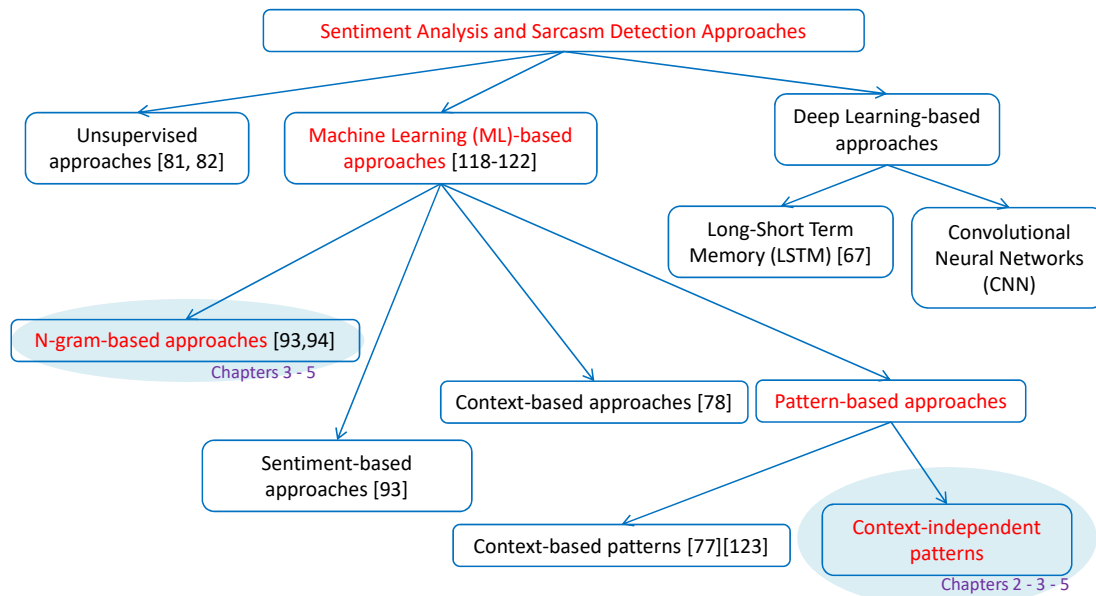 Sentiment Analysis and Sarcasm Detection Approaches
Unsupervised
approaches [81, 82]
Machine Learning (ML)-based
approaches [118-122]
Deep Learning-based
approaches
Long-Short Term
Memory (LSTM) [67]
Convolutional
Neural Networks
(CNN)
N-gram-based approaches [93,94]
Chapters 3 - 5
Context-based approaches [78]
Pattern-based approaches
Sentiment-based
approaches [93]
Context-based patterns [77][123]
Context-independent
patterns
Chapters 2 - 3 - 5